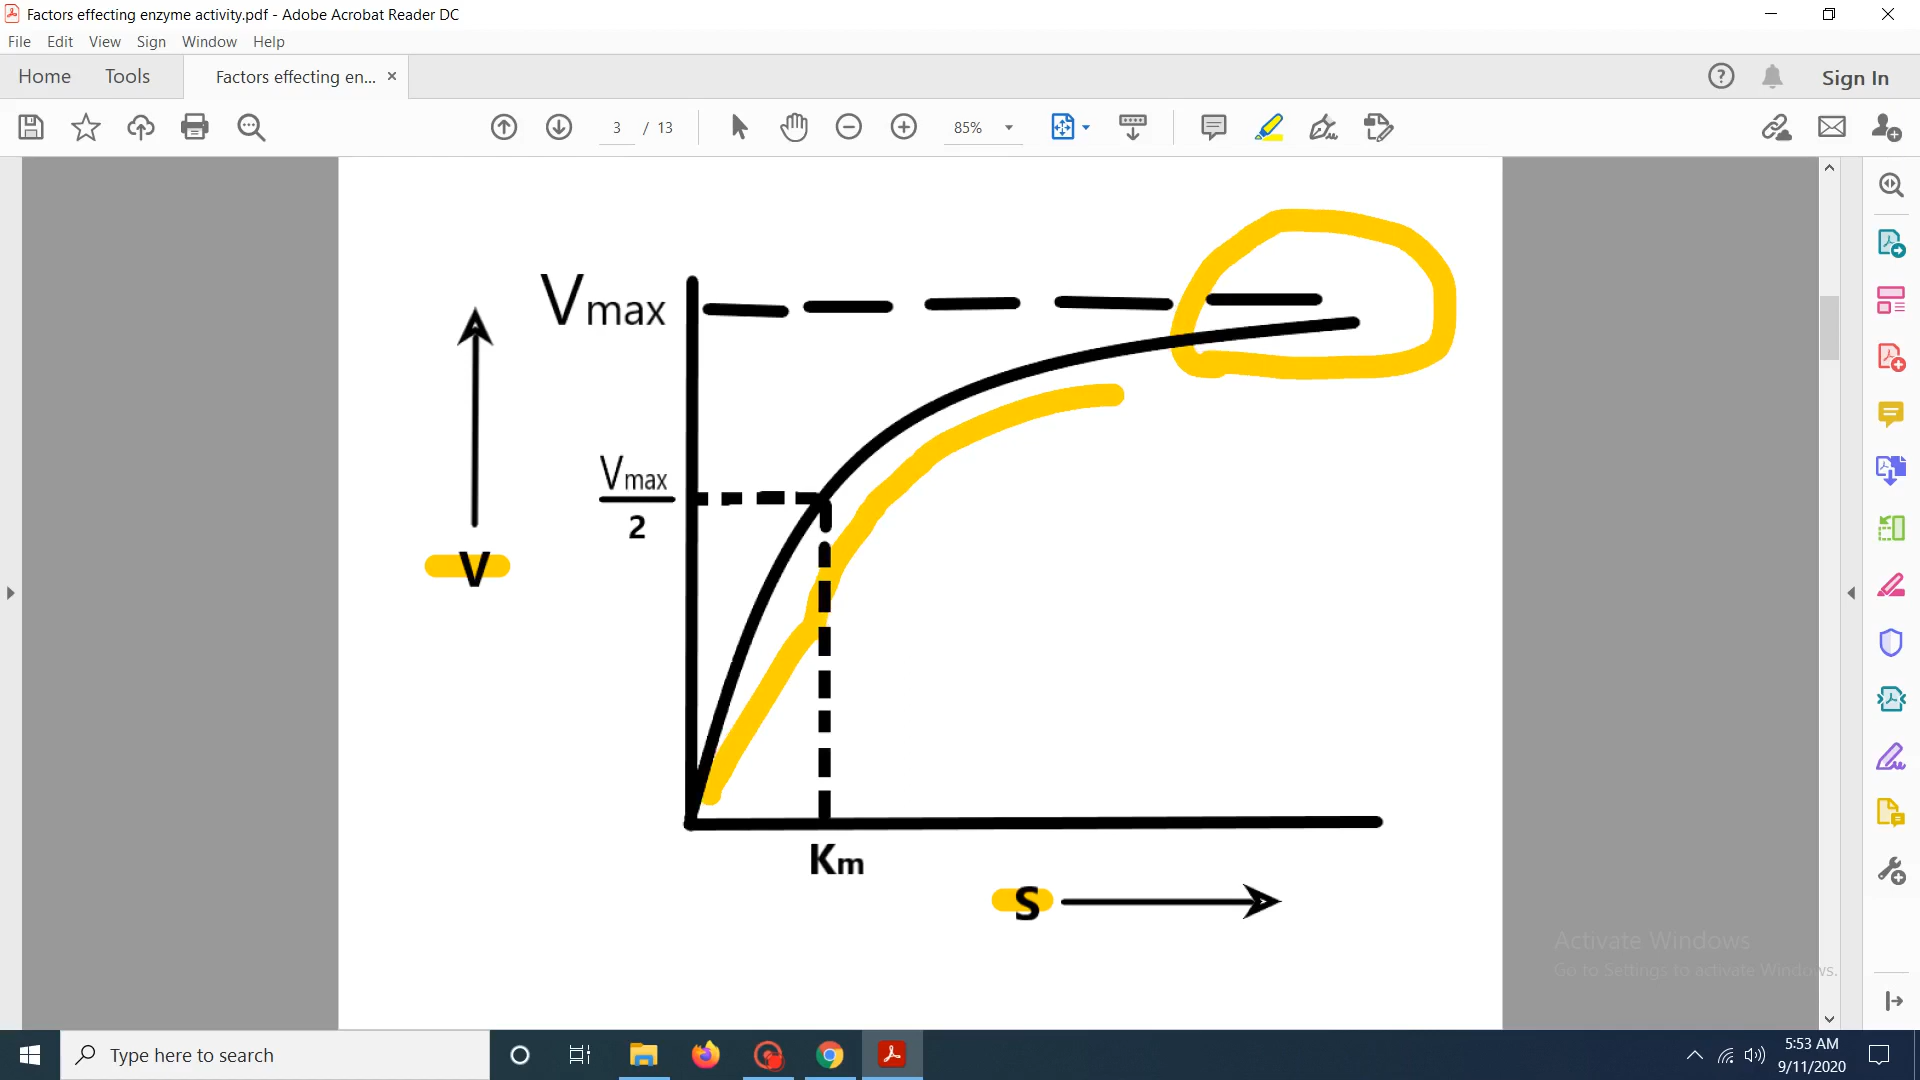 Factors effecting enzyme activity.pdf - Adobe Acrobat Reader DC
File Edit View Sign Window Help
Home Tools Factors effecting en... × Sign In
3 / 13 85%
Vmax
Vmax
2
V
Km
S
Activate Windows
Go to Settings to activate Windows.
Type here to search
5:53 AM
9/11/2020